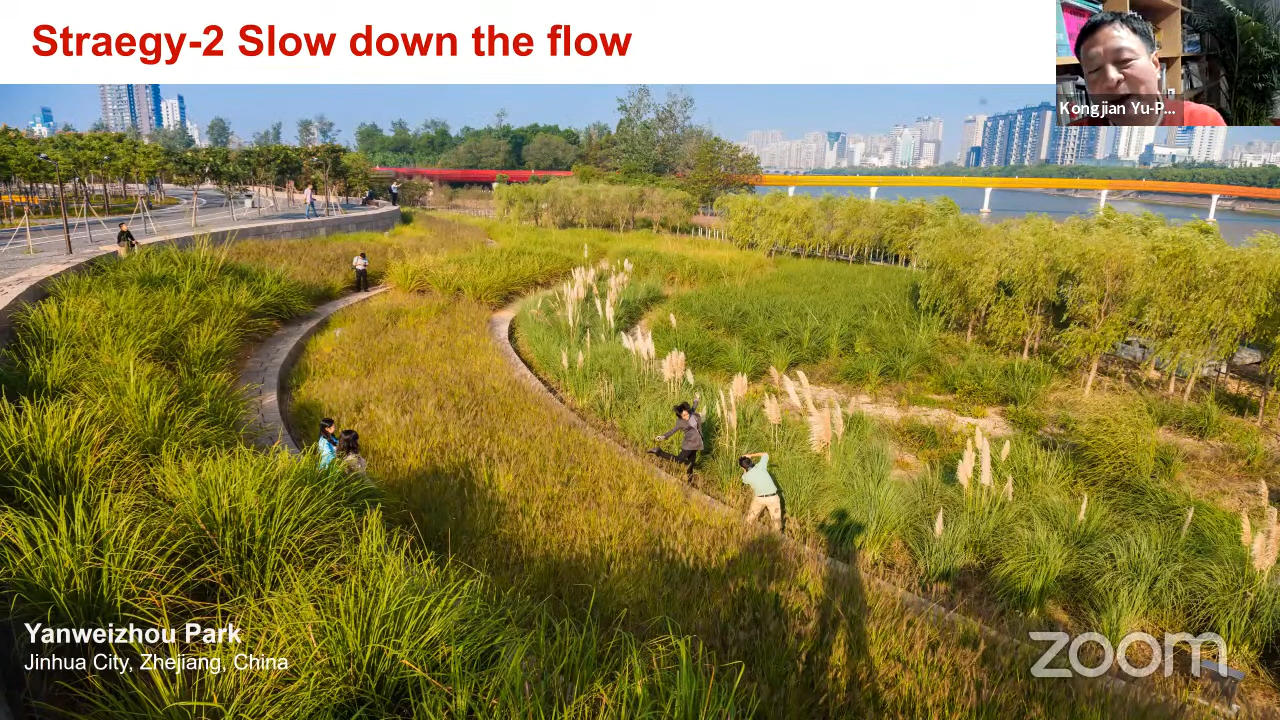 Straegy-2 Slow down the flow
Kongjian Yu-P...
Yanweizhou Park
Jinhua City, Zhejiang, China
zoom